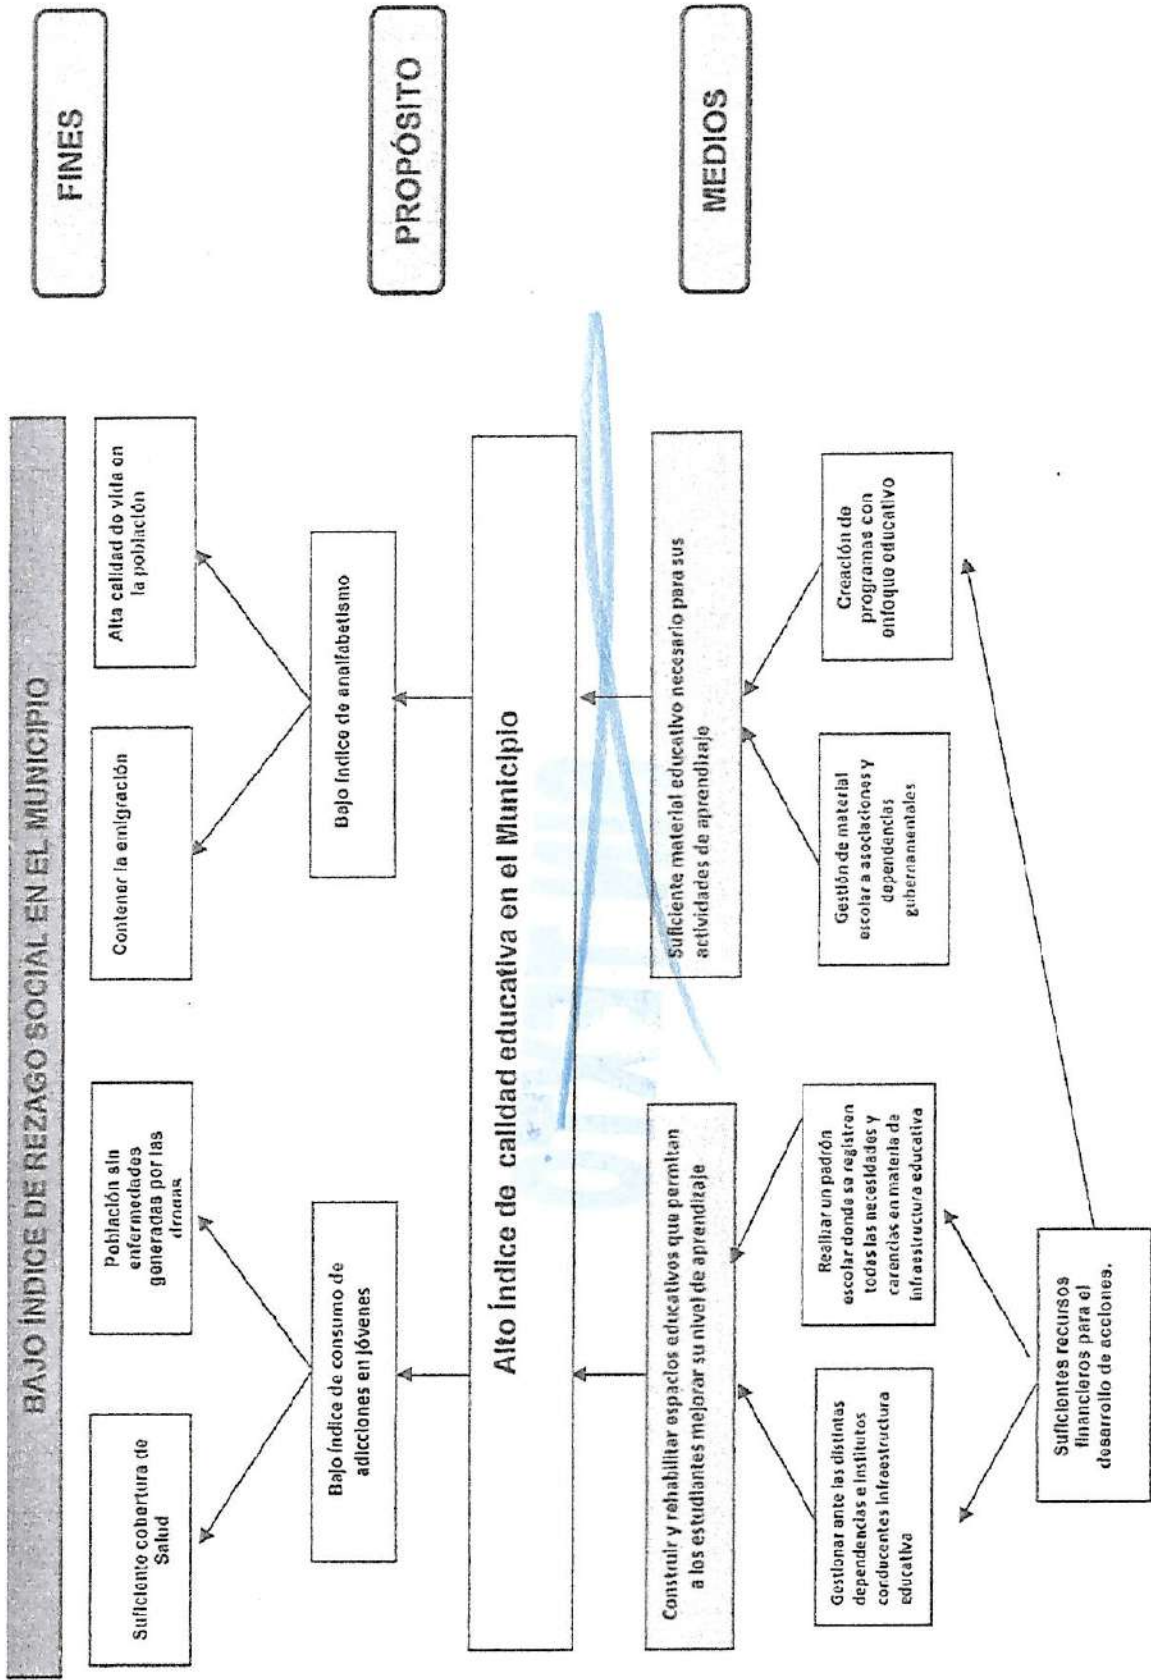 BAJO ÍNDICE DE REZAGO SOCIAL EN EL MUNICIPIO
FINES
Suficiente cobertura de
Salud
Población sin
enfermedades
generadas por las
drogas
Contener la emigración
Alta calidad de vida en
la población
Bajo índice de consumo de
adicciones en jóvenes
Bajo índice de analfabetismo
PROPÓSITO
Alto índice de calidad educativa en el Municipio
MEDIOS
Construir y rehabilitar espacios educativos que permitan
a los estudiantes mejorar su nivel de aprendizaje
Suficiente material educativo necesario para sus
actividades de aprendizaje
Gestionar ante las distintas
dependencias e institutos
conducentes infraestructura
educativa
Realizar un padrón
escolar donde se registren
todas las necesidades y
carencias en materia de
infraestructura educativa
Gestión de material
escolar a asociaciones y
dependencias
gubernamentales
Creación de
programas con
enfoque educativo
Suficientes recursos
financieros para el
desarrollo de acciones.